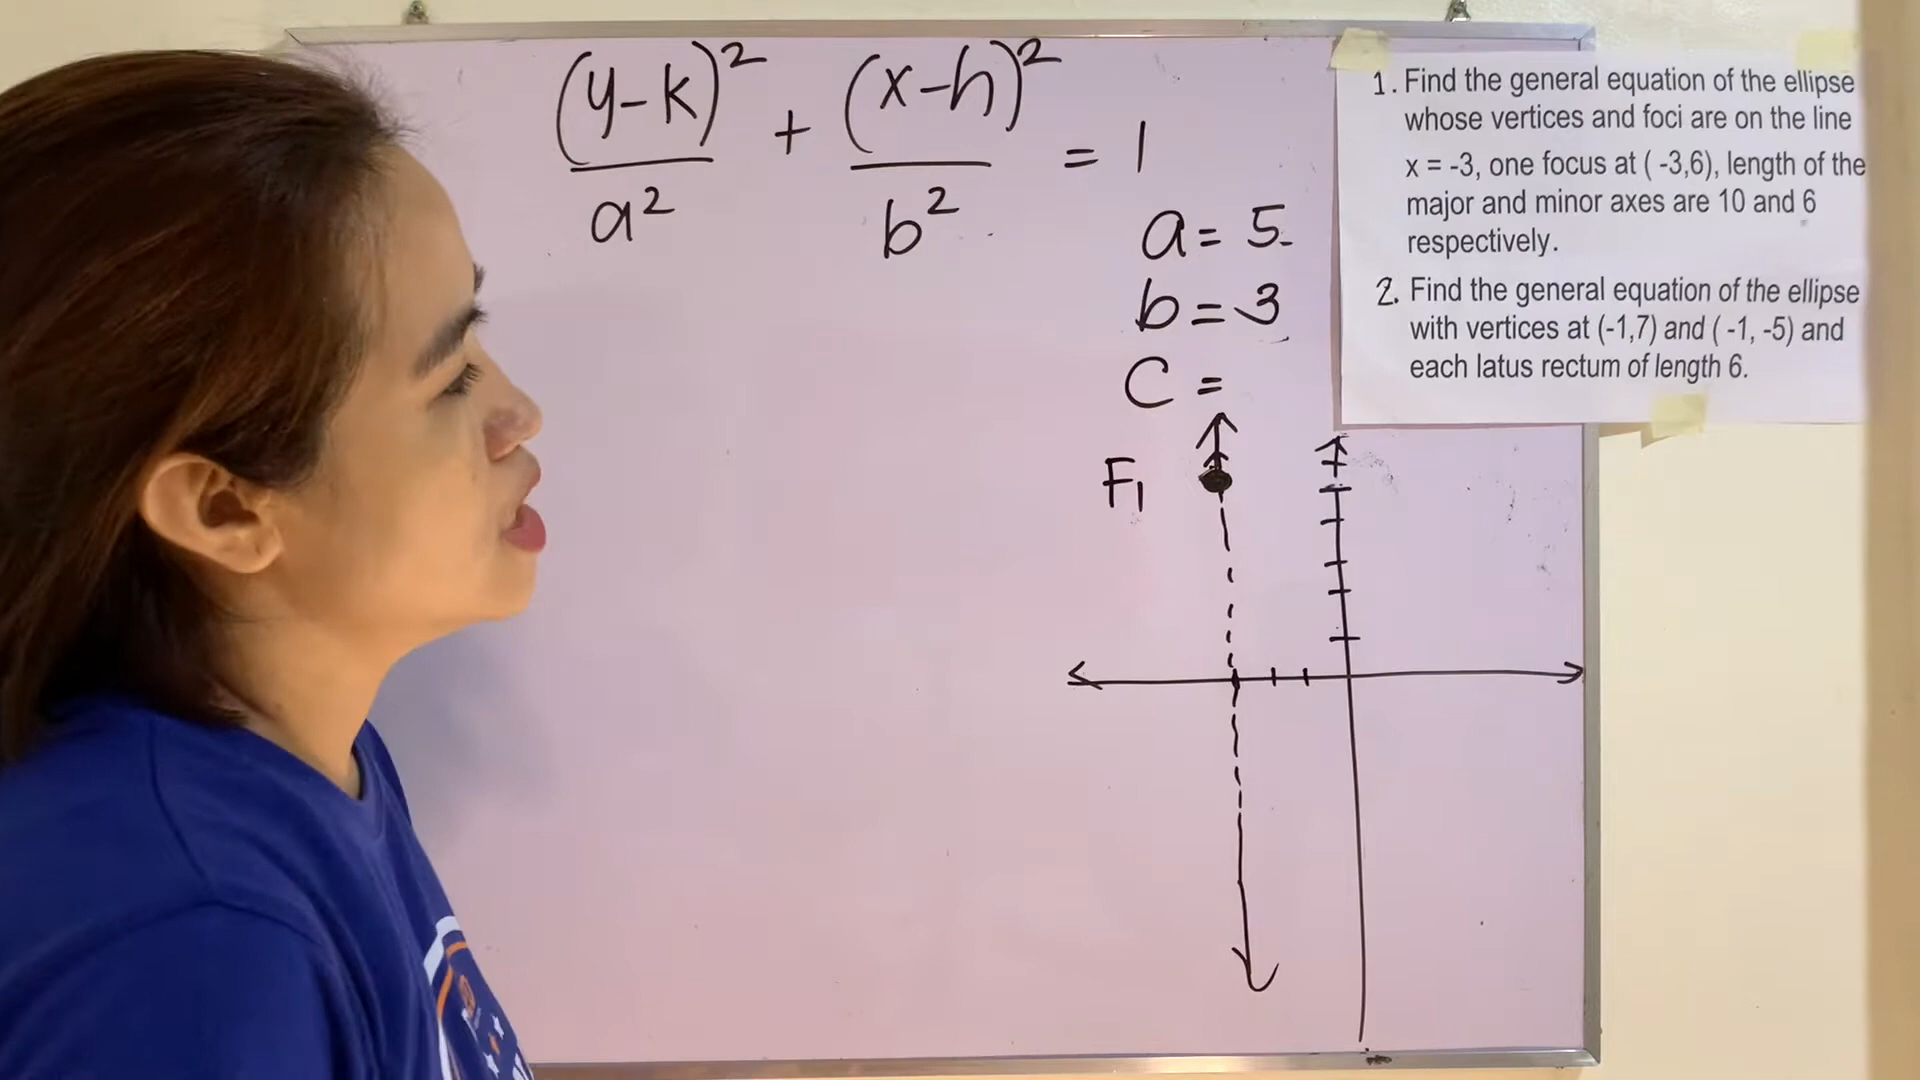 (y-k)² / a² + (x-h)² / b² = 1
a = 5
b = 3
C =
F₁
1. Find the general equation of the ellipse
whose vertices and foci are on the line
x = -3, one focus at ( -3,6), length of the
major and minor axes are 10 and 6
respectively.
2. Find the general equation of the ellipse
with vertices at (-1,7) and ( -1, -5) and
each latus rectum of length 6.